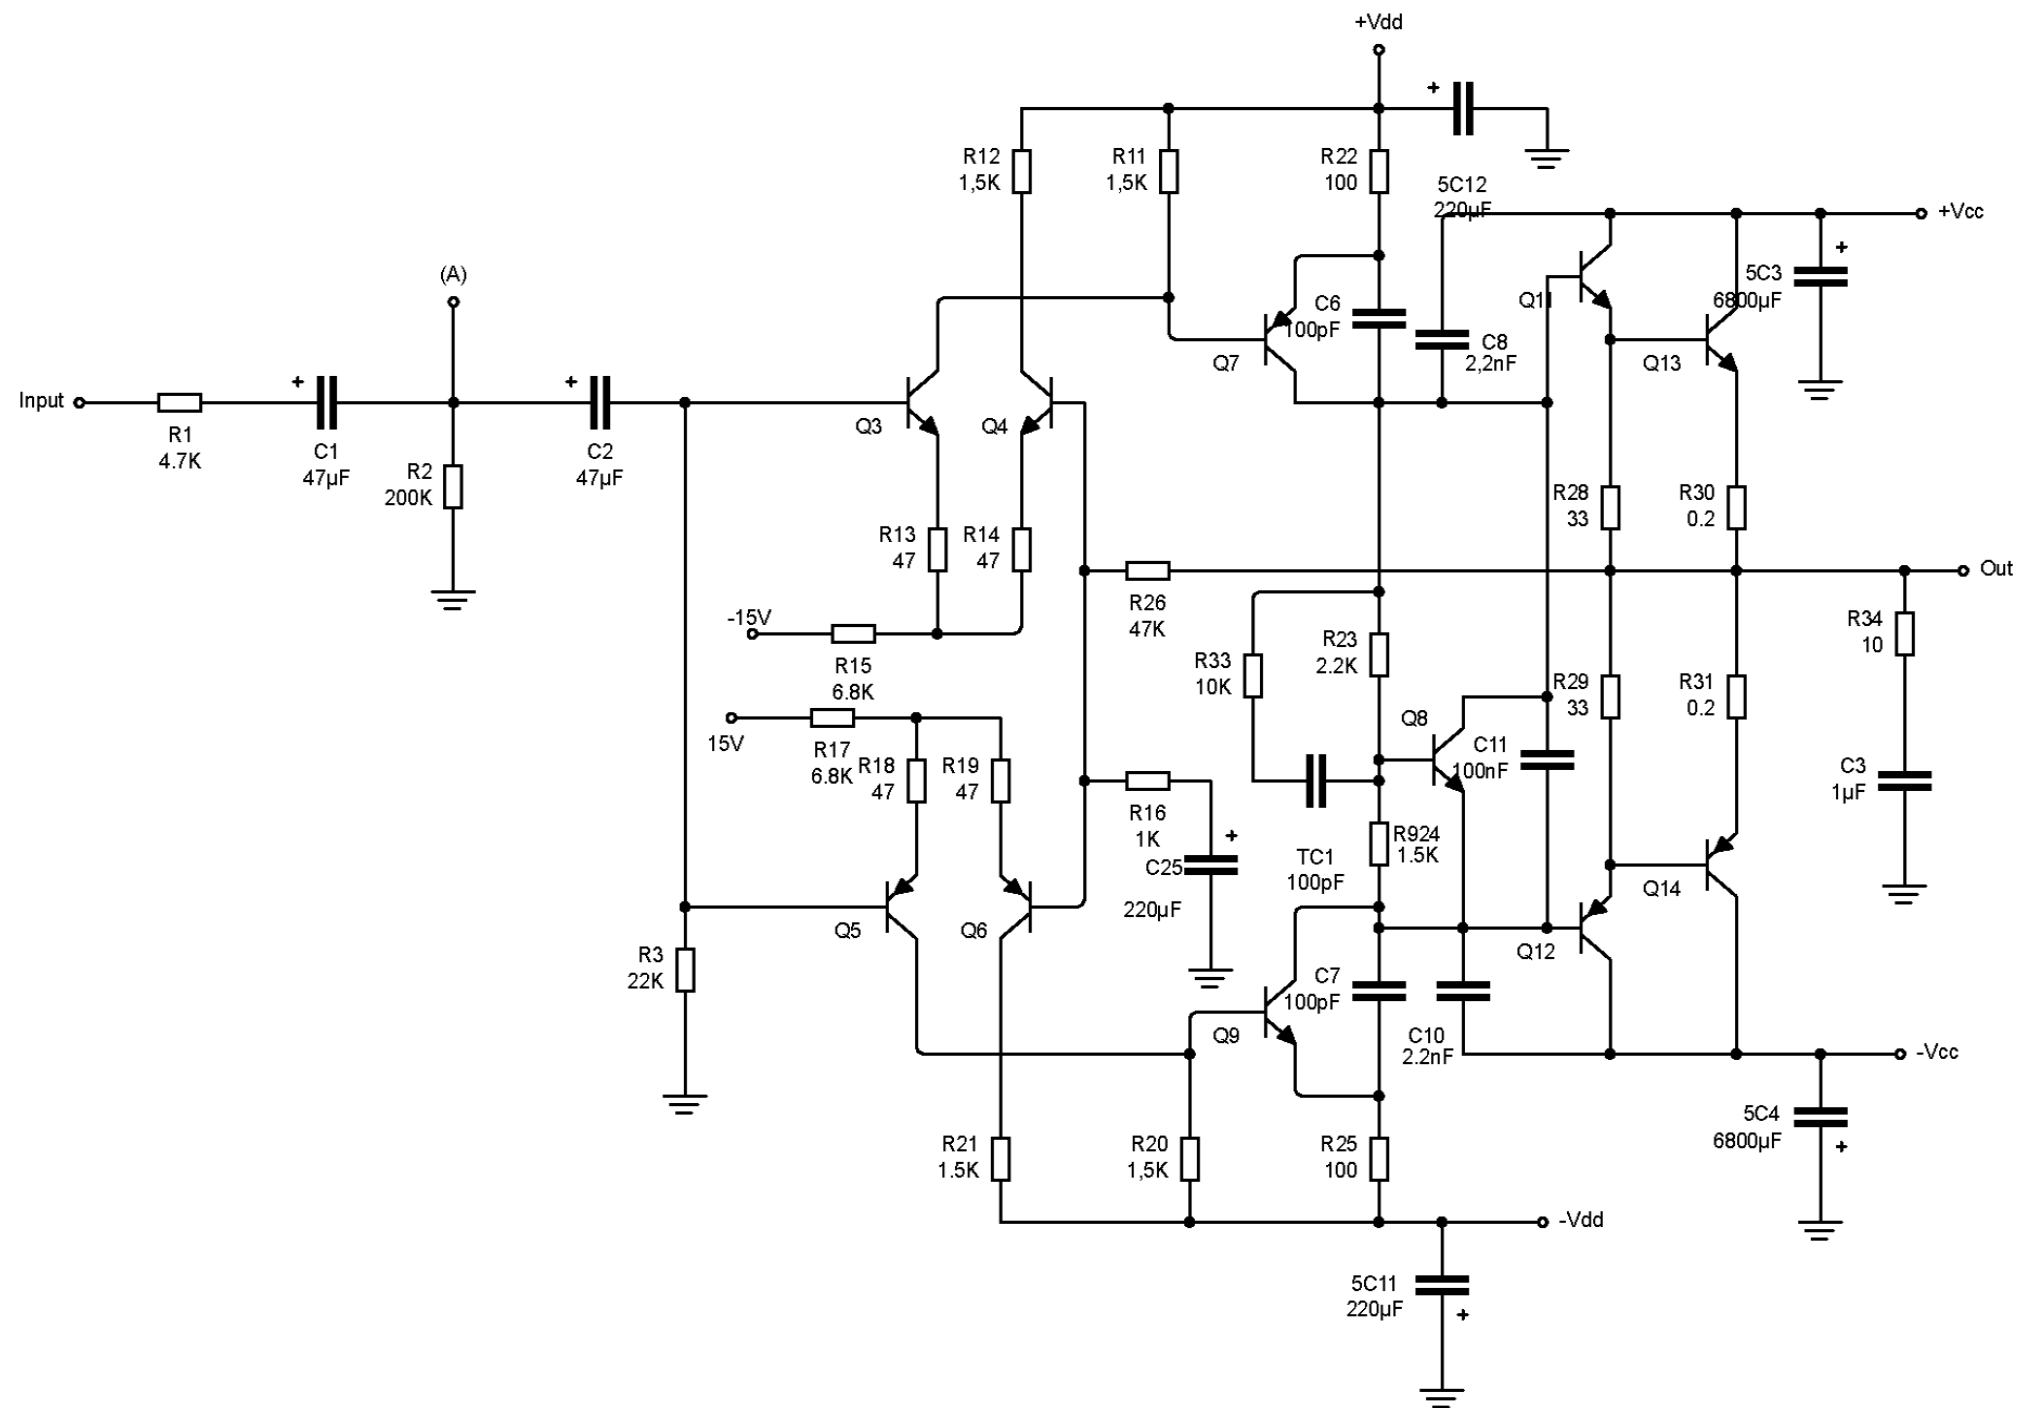 +Vdd
R12
1,5K
R11
1,5K
R22
100
+
5C12
220µF
+Vcc
(A)
C6
100pF
Q7
C8
2,2nF
Q11
Q13
5C3
6800µF
+
Input
R1
4.7K
+
C1
47µF
R2
200K
+
C2
47µF
Q3
Q4
R13
47
R14
47
R28
33
R30
0.2
Out
-15V
R15
6.8K
R26
47K
R33
10K
R23
2.2K
R29
33
R31
0.2
R34
10
15V
R17
6.8K
R18
47
R19
47
Q8
C11
100nF
C3
1µF
R16
1K
+
C25
220µF
TC1
100pF
R924
1.5K
Q14
Q5
Q6
R3
22K
Q9
C7
100pF
C10
2.2nF
Q12
-Vcc
R21
1.5K
R20
1,5K
R25
100
5C4
6800µF
+
-Vdd
5C11
220µF
+